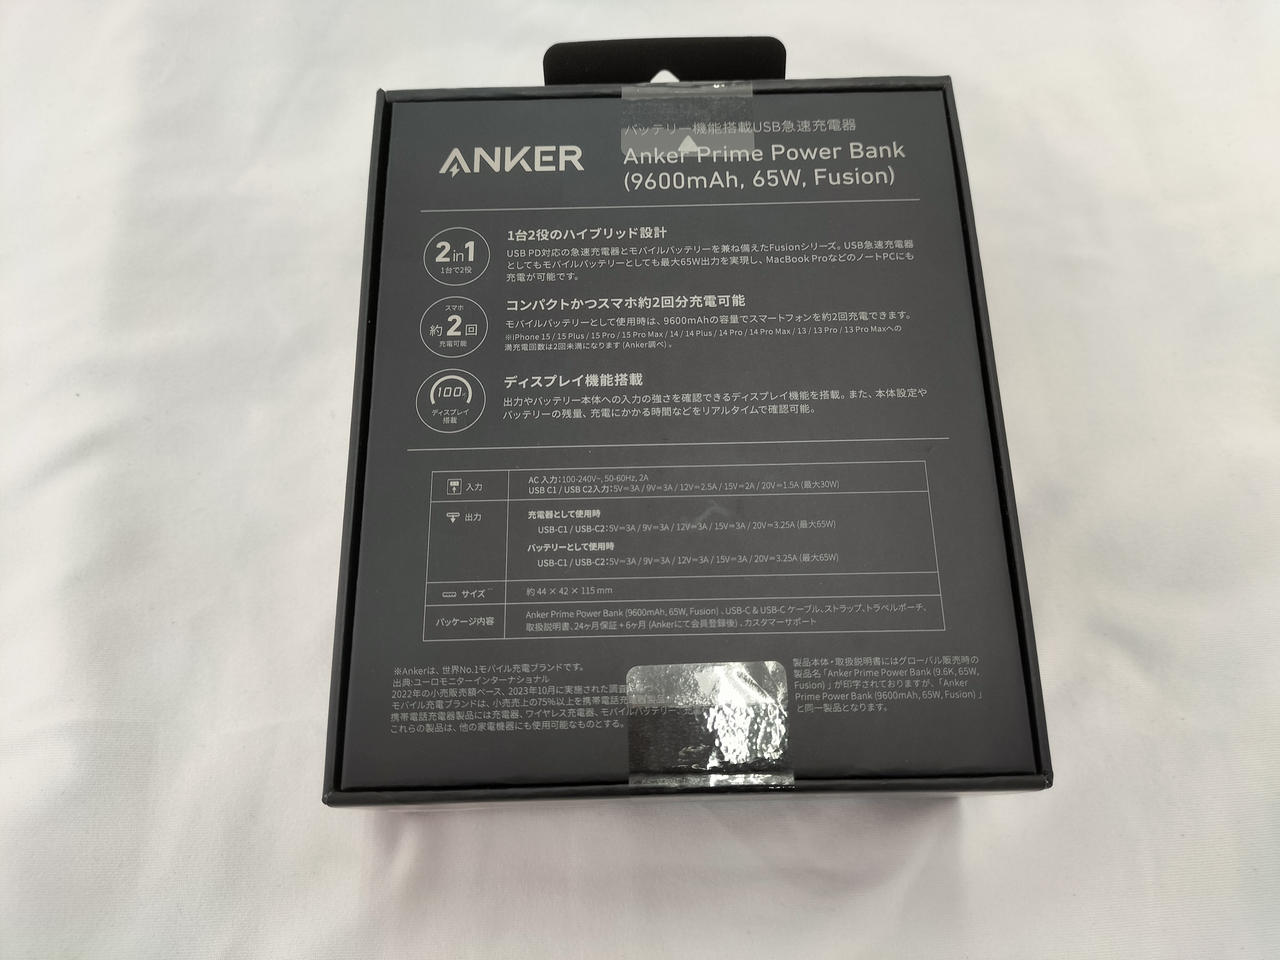 バッテリー機能搭載USB急速充電器
ANKER
Anker Prime Power Bank
(9600mAh, 65W, Fusion)
2in1
1台で2役
1台2役のハイブリッド設計
USB PD対応の急速充電器とモバイルバッテリーを兼ね備えたFusionシリーズ。USB急速充電器
としてもモバイルバッテリーとしても最大65W出力を実現し、MacBook ProなどのノートPCにも
充電が可能です。
スマホ
約2回
充電可能
コンパクトかつスマホ約2回分充電可能
モバイルバッテリーとして使用時は、9600mAhの容量でスマートフォンを約2回充電できます。
※iPhone 15 / 15 Plus / 15 Pro / 15 Pro Max / 14 / 14 Plus / 14 Pro / 14 Pro Max / 13 / 13 Pro / 13 Pro Maxへの
満充電回数は2回未満になります (Anker調べ) 。
100%
ディスプレイ
搭載
ディスプレイ機能搭載
出力やバッテリー本体への入力の強さを確認できるディスプレイ機能を搭載。また、本体設定や
バッテリーの残量、充電にかかる時間などをリアルタイムで確認可能。
入力
AC 入力：100-240V~, 50-60Hz, 2A
USB C1 / USB C2入力：5V⎓3A / 9V⎓3A / 12V⎓2.5A / 15V⎓2A / 20V⎓1.5A (最大30W)
出力
充電器として使用時
USB-C1 / USB-C2：5V⎓3A / 9V⎓3A / 12V⎓3A / 15V⎓3A / 20V⎓3.25A (最大65W)
バッテリーとして使用時
USB-C1 / USB-C2：5V⎓3A / 9V⎓3A / 12V⎓3A / 15V⎓3A / 20V⎓3.25A (最大65W)
サイズ
約 44 × 42 × 115 mm
パッケージ内容
Anker Prime Power Bank (9600mAh, 65W, Fusion) 、USB-C & USB-C ケーブル、ストラップ、トラベルポーチ、
取扱説明書、24ヶ月保証 + 6ヶ月 (Ankerにて会員登録後) 、カスタマーサポート
※Ankerは、世界No.1モバイル充電ブランドです。
出典:ユーロモニターインターナショナル
2022年の小売販売額ベース、2023年10月に実施された調査
モバイル充電ブランドは、小売売上の75%以上を携帯電話充電器製品
携帯電話充電器製品には充電器、ワイヤレス充電器、モバイルバッテリー
これらの製品は、他の家電機器にも使用可能なものとする。
製品本体・取扱説明書にはグローバル販売時の
製品名「Anker Prime Power Bank (9.6K, 65W,
Fusion) 」が印字されておりますが、「Anker
Prime Power Bank (9600mAh, 65W, Fusion) 」
と同一製品となります。